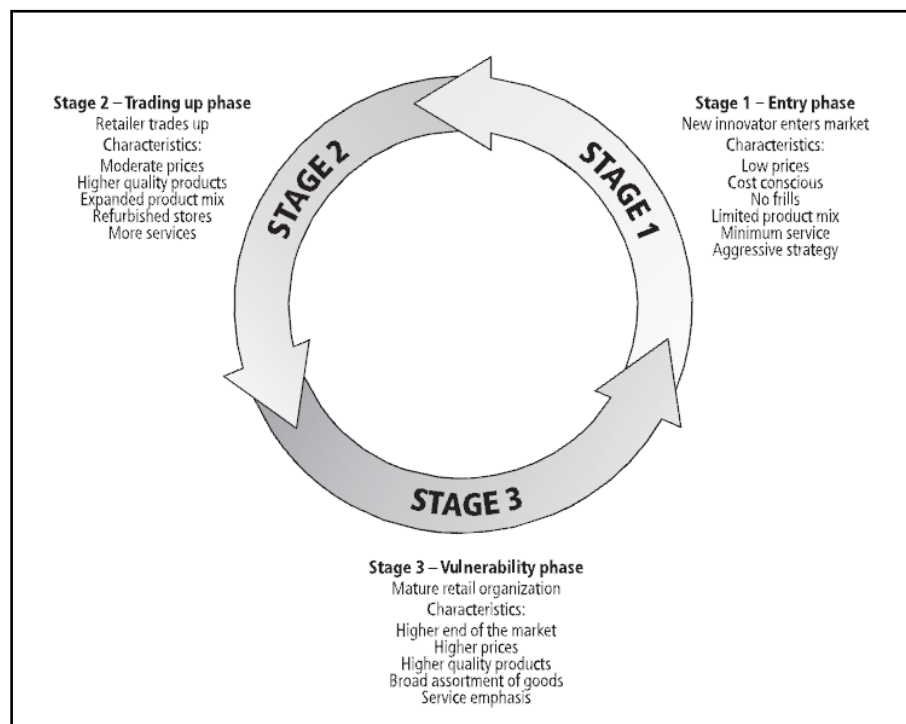 Stage 1 – Entry phase
New innovator enters market
Characteristics:
Low prices
Cost conscious
No frills
Limited product mix
Minimum service
Aggressive strategy
STAGE 1
Stage 2 – Trading up phase
Retailer trades up
Characteristics:
Moderate prices
Higher quality products
Expanded product mix
Refurbished stores
More services
STAGE 2
STAGE 3
Stage 3 – Vulnerability phase
Mature retail organization
Characteristics:
Higher end of the market
Higher prices
Higher quality products
Broad assortment of goods
Service emphasis